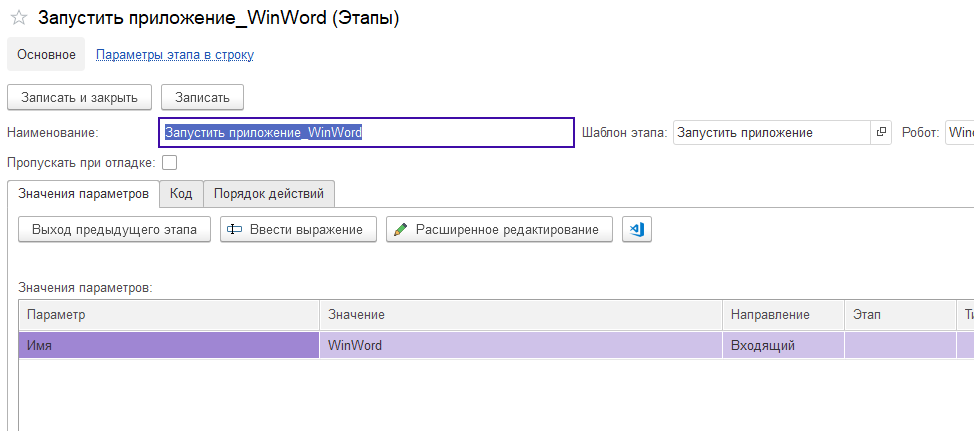 Запустить приложение_WinWord (Этапы)
Основное Параметры этапа в строку
Записать и закрыть Записать
Наименование: Запустить приложение_WinWord Шаблон этапа: Запустить приложение Робот:
Пропускать при отладке:
Значения параметров Код Порядок действий
Выход предыдущего этапа Ввести выражение Расширенное редактирование
Значения параметров:
Параметр Значение Направление Этап
Имя WinWord Входящий